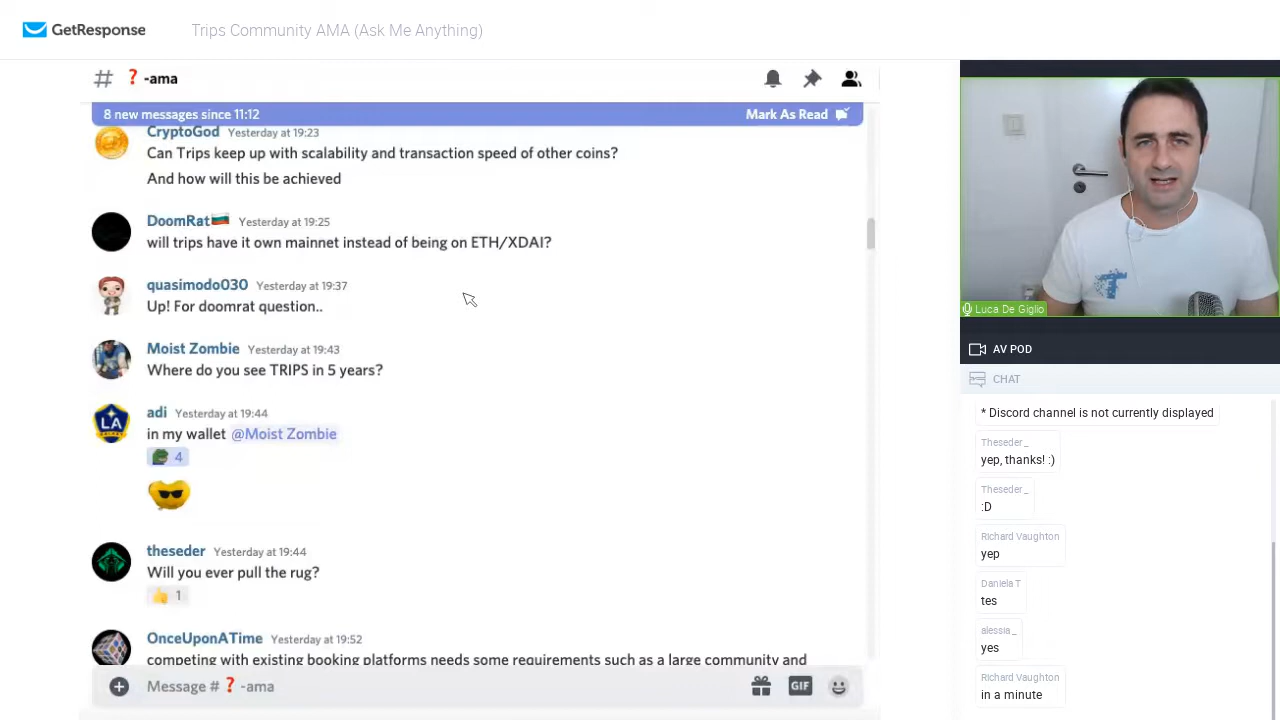 GetResponse
Trips Community AMA (Ask Me Anything)
# ❓ -ama
8 new messages since 11:12 Mark As Read
CryptoGod Yesterday at 19:23
Can Trips keep up with scalability and transaction speed of other coins?
And how will this be achieved
DoomRat Yesterday at 19:25
will trips have it own mainnet instead of being on ETH/XDAI?
quasimodo030 Yesterday at 19:37
Up! For doomrat question..
Moist Zombie Yesterday at 19:43
Where do you see TRIPS in 5 years?
adi Yesterday at 19:44
in my wallet @Moist Zombie
4
theseder Yesterday at 19:44
Will you ever pull the rug?
👍 1
OnceUponATime Yesterday at 19:52
competing with existing booking platforms needs some requirements such as a large community and
Message # ❓ -ama
GIF
LA
Luca De Giglio
AV POD
CHAT
* Discord channel is not currently displayed
Theseder_
yep, thanks! :)
Theseder_
:D
Richard Vaughton
yep
Daniela T
tes
alessia_
yes
Richard Vaughton
in a minute